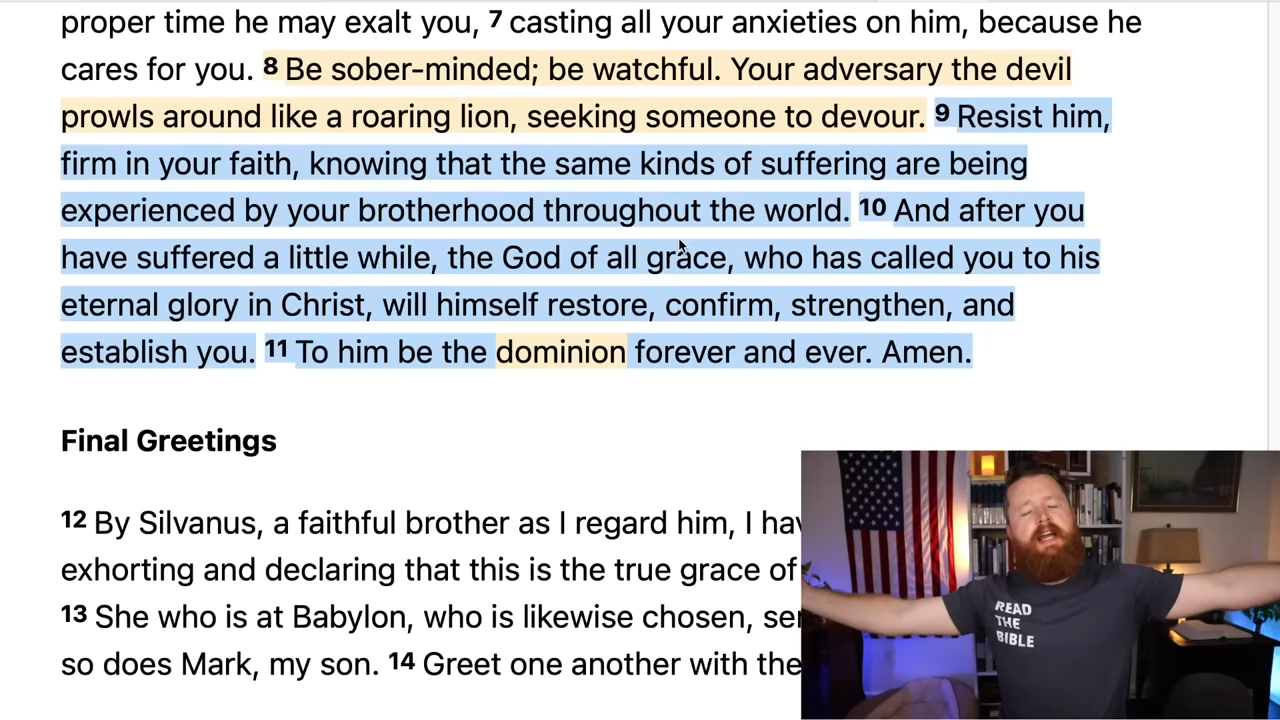 proper time he may exalt you, 7 casting all your anxieties on him, because he
cares for you. 8 Be sober-minded; be watchful. Your adversary the devil
prowls around like a roaring lion, seeking someone to devour. 9 Resist him,
firm in your faith, knowing that the same kinds of suffering are being
experienced by your brotherhood throughout the world. 10 And after you
have suffered a little while, the God of all grace, who has called you to his
eternal glory in Christ, will himself restore, confirm, strengthen, and
establish you. 11 To him be the dominion forever and ever. Amen.
Final Greetings
12 By Silvanus, a faithful brother as I regard him, I hav
exhorting and declaring that this is the true grace of
13 She who is at Babylon, who is likewise chosen, ser
so does Mark, my son. 14 Greet one another with the
READ
THE
BIBLE